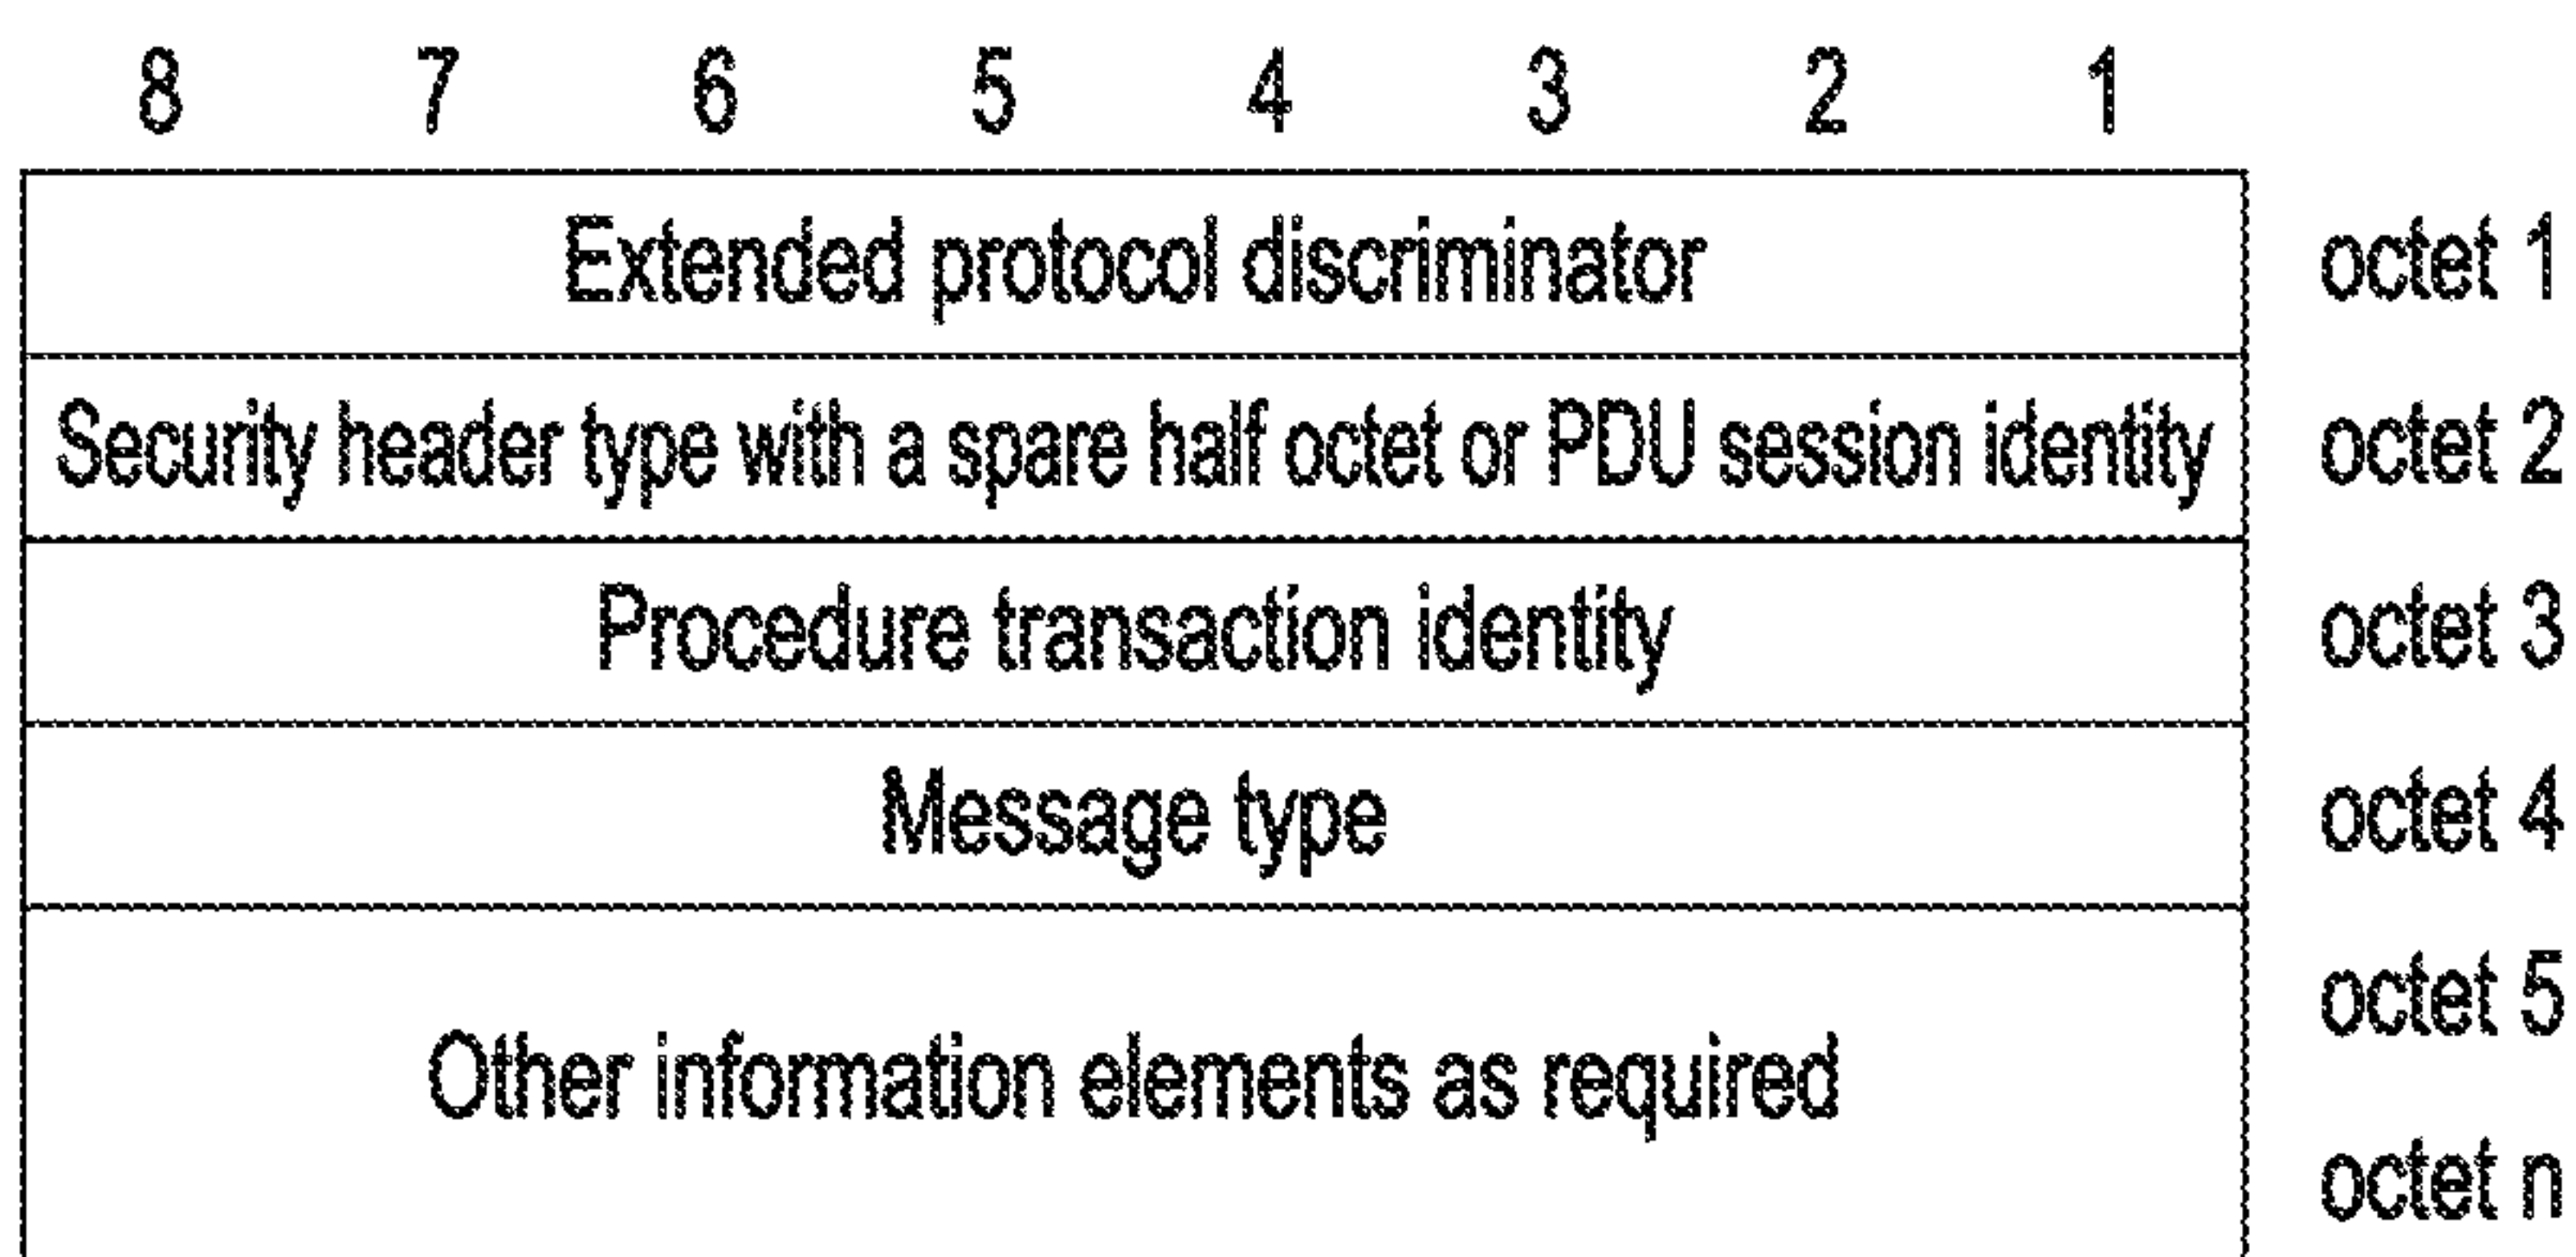 8 7 6 5 4 3 2 1
Extended protocol discriminator octet 1
Security header type with a spare half octet or PDU session identity octet 2
Procedure transaction identity octet 3
Message type octet 4
octet 5
Other information elements as required
octet n